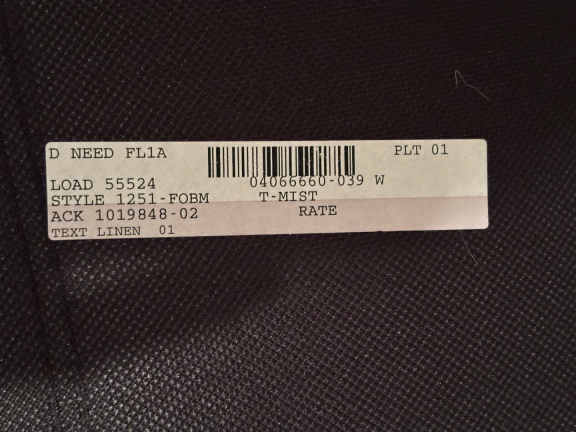 D NEED FL1A PLT 01
LOAD 55524 04066660-039 W
STYLE 1251-FOBM T-MIST
ACK 1019848-02 RATE
TEXT LINEN 01